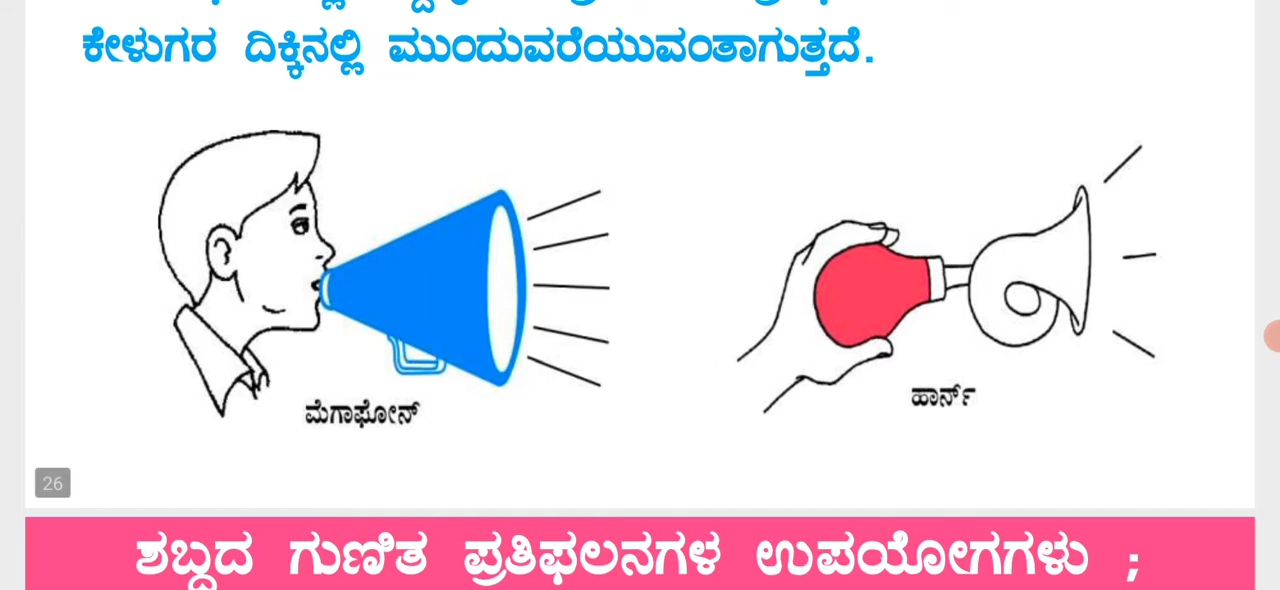 ಕೇಳುಗರ ದಿಕ್ಕಿನಲ್ಲಿ ಮುಂದುವರೆಯುವಂತಾಗುತ್ತದೆ.
ಮೆಗಾಫೋನ್
ಹಾರ್ನ್
26
ಶಬ್ದದ ಗುಣಿತ ಪ್ರತಿಫಲನಗಳ ಉಪಯೋಗಗಳು ;